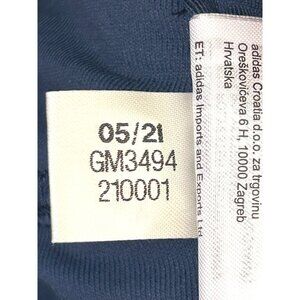 05/21
GM3494
210001
adidas Croatia d.o.o. za trgovinu
Oreškovićeva 6 H, 10000 Zagreb
Hrvatska
ET: adidas Imports and Exports Ltd